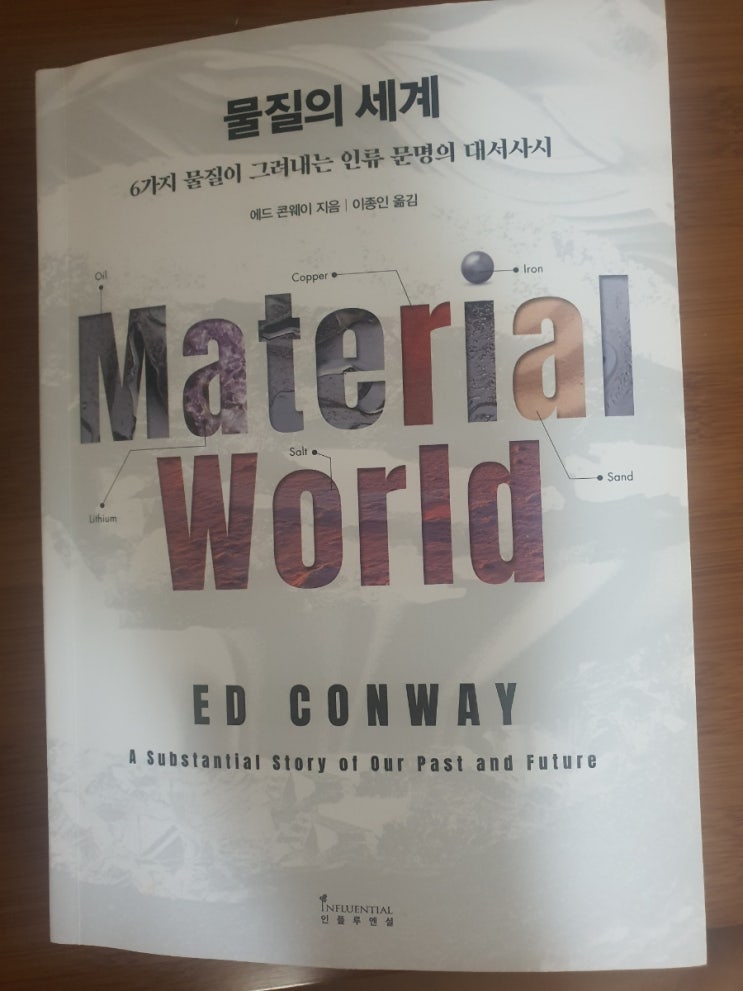 물질의 세계
6가지 물질이 그려내는 인류 문명의 대서사시
에드 콘웨이 지음 | 이종인 옮김
Oil
Copper
Iron
Material
Salt
Sand
Lithium
World
ED CONWAY
A Substantial Story of Our Past and Future
INFLUENTIAL
인플루엔셜